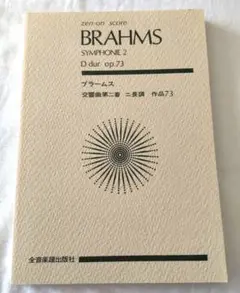 zen-on score
BRAHMS
SYMPHONIE 2
D dur op.73
ブラームス
交響曲第二番 ニ長調 作品73
全音楽譜出版社